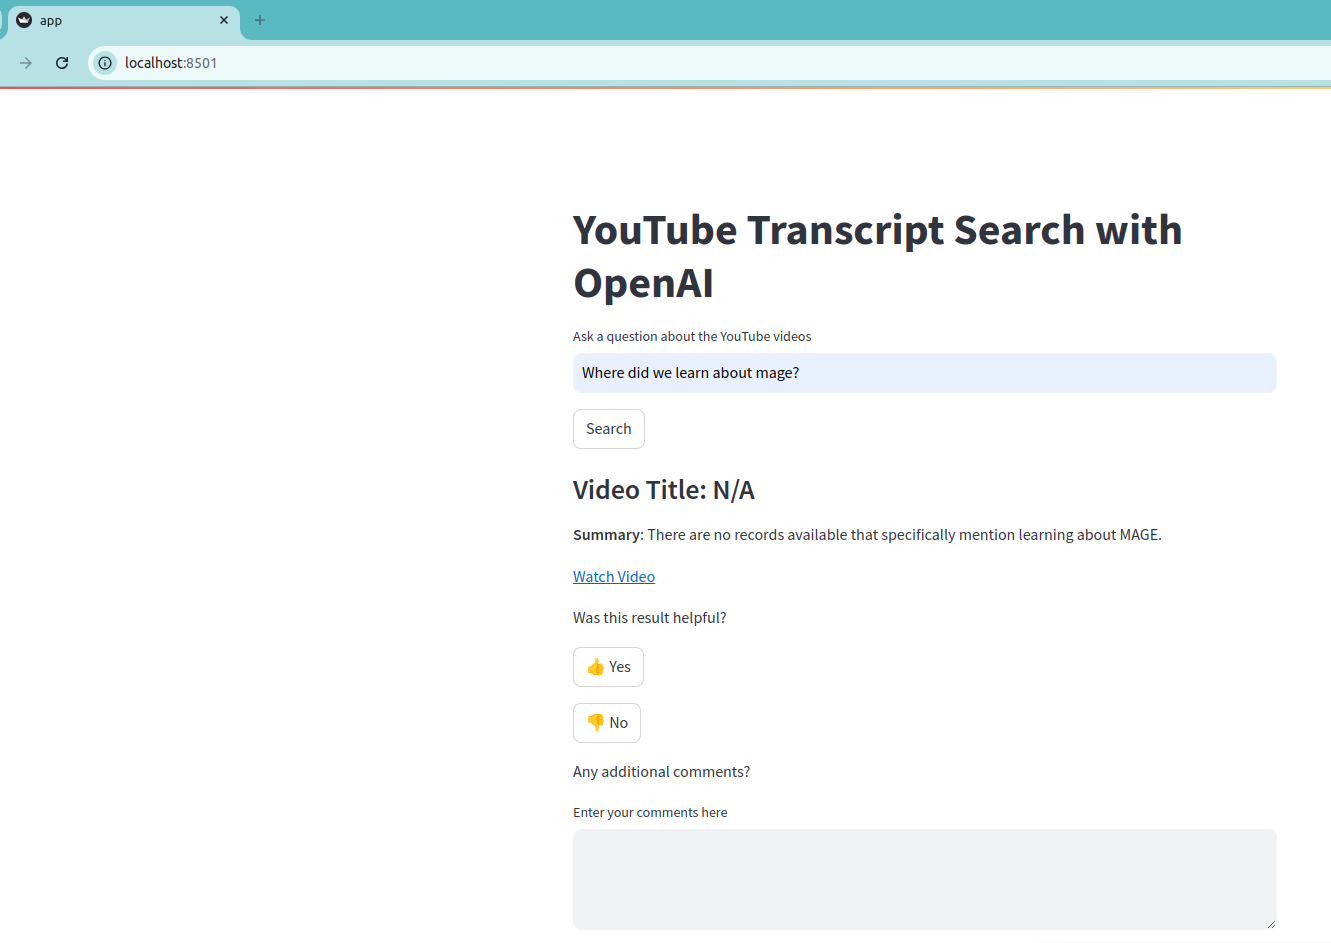 app
localhost:8501
YouTube Transcript Search with
OpenAI
Ask a question about the YouTube videos
Where did we learn about mage?
Search
Video Title: N/A
Summary: There are no records available that specifically mention learning about MAGE.
Watch Video
Was this result helpful?
👍 Yes
👎 No
Any additional comments?
Enter your comments here